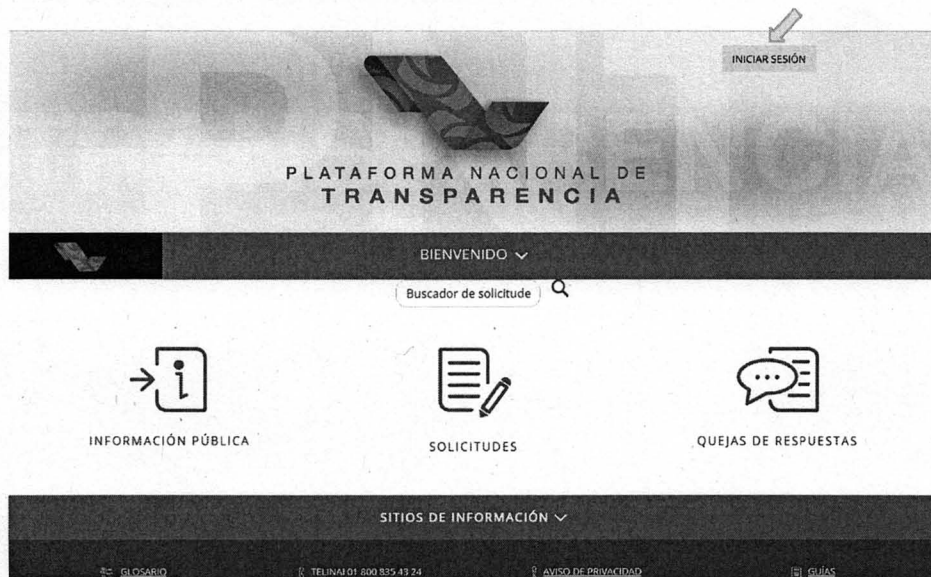 INICIAR SESIÓN
PLATAFORMA NACIONAL DE
TRANSPARENCIA
BIENVENIDO
Buscador de solicitude
INFORMACIÓN PÚBLICA
SOLICITUDES
QUEJAS DE RESPUESTAS
SITIOS DE INFORMACIÓN
GLOSARIO
TELINAI 01 800 835 43 24
AVISO DE PRIVACIDAD
GUÍAS